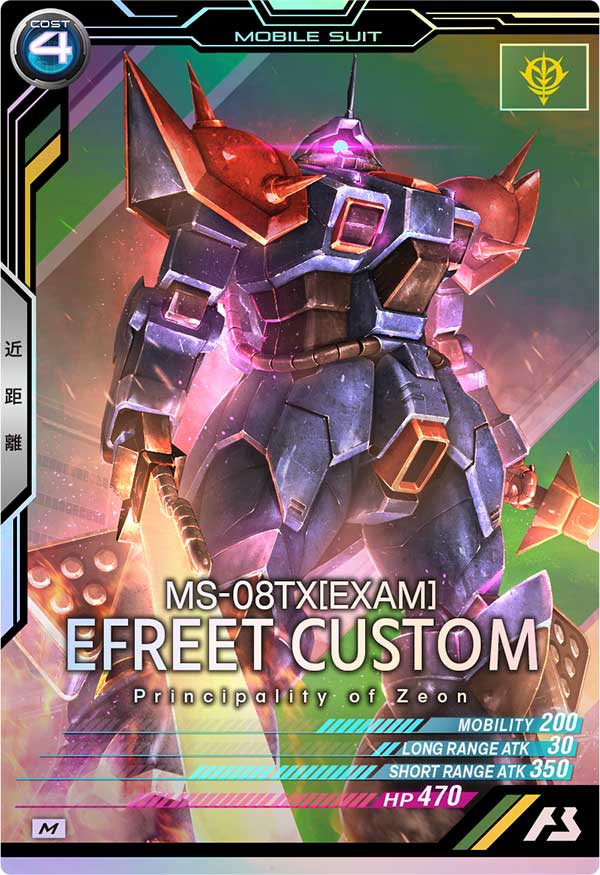 COST
4
MOBILE SUIT
近距離
MS-08TX[EXAM]
EFREET CUSTOM
Principality of Zeon
MOBILITY 200
LONG RANGE ATK 30
SHORT RANGE ATK 350
HP 470
M